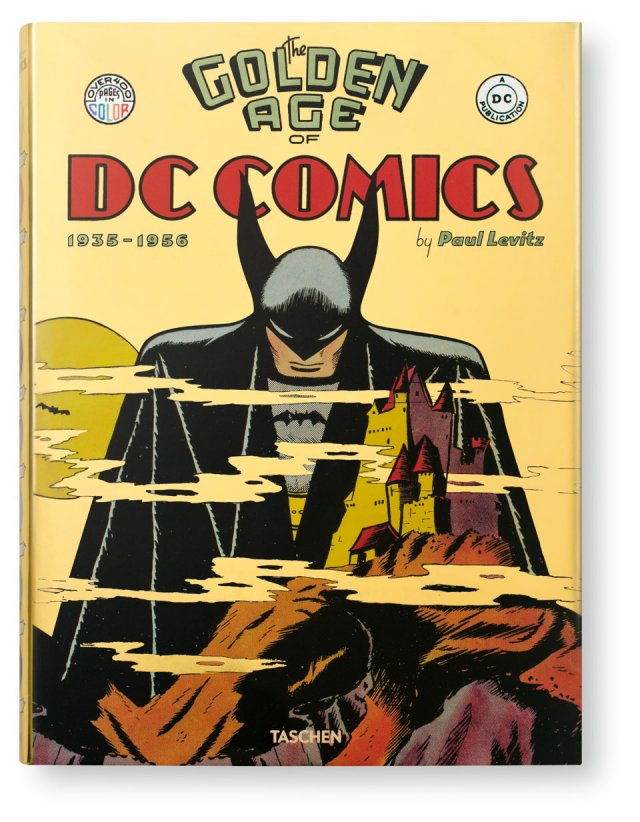 The
GOLDEN
AGE
OF
DC COMICS
1935-1956
by Paul Levitz
OVER 400
PAGES
IN
COLOR
A
DC
PUBLICATION
TASCHEN